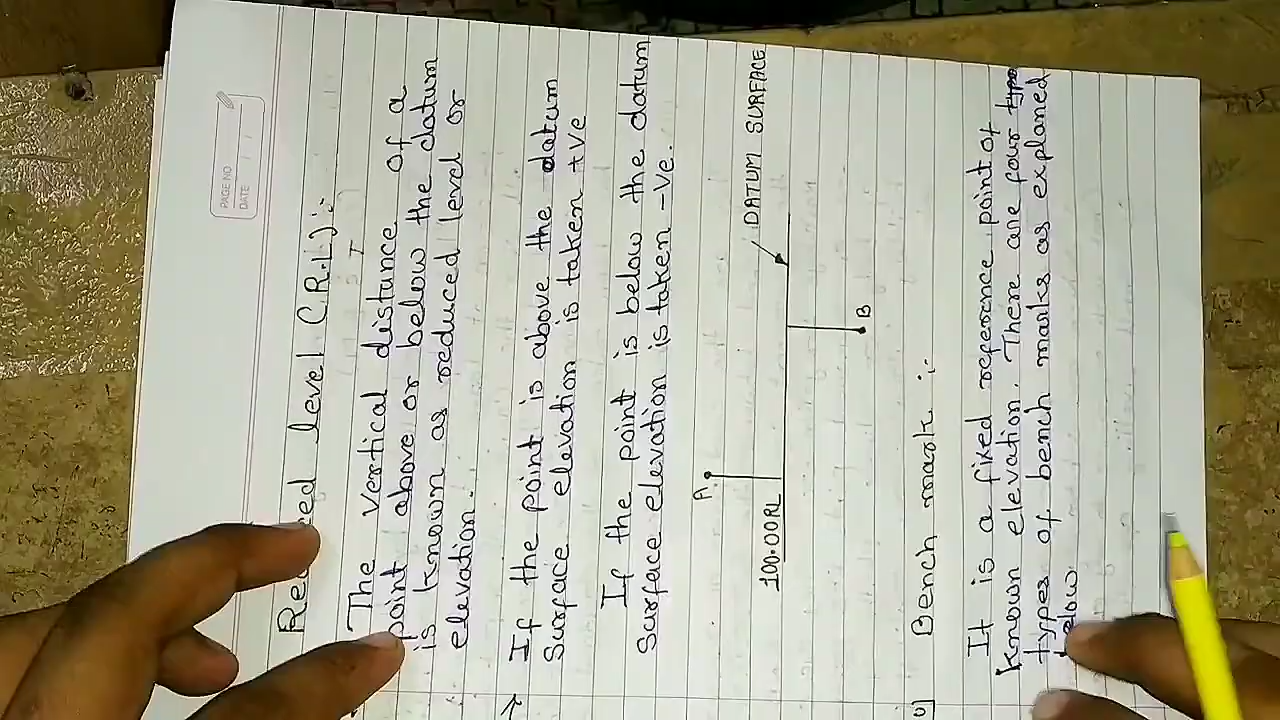 PAGE NO
DATE
Reduced level (R.L):-
The vertical distance of a
point above or below the datum
is known as reduced level or
elevation.
If the point is above the datum
surface elevation is taken +Ve
If the point is below the datum
surface elevation is taken -Ve.
A
DATUM SURFACE
100.00RL
B
Bench mark :-
It is a fixed reference point of
known elevation. There are four
types of bench marks as explaned
below.